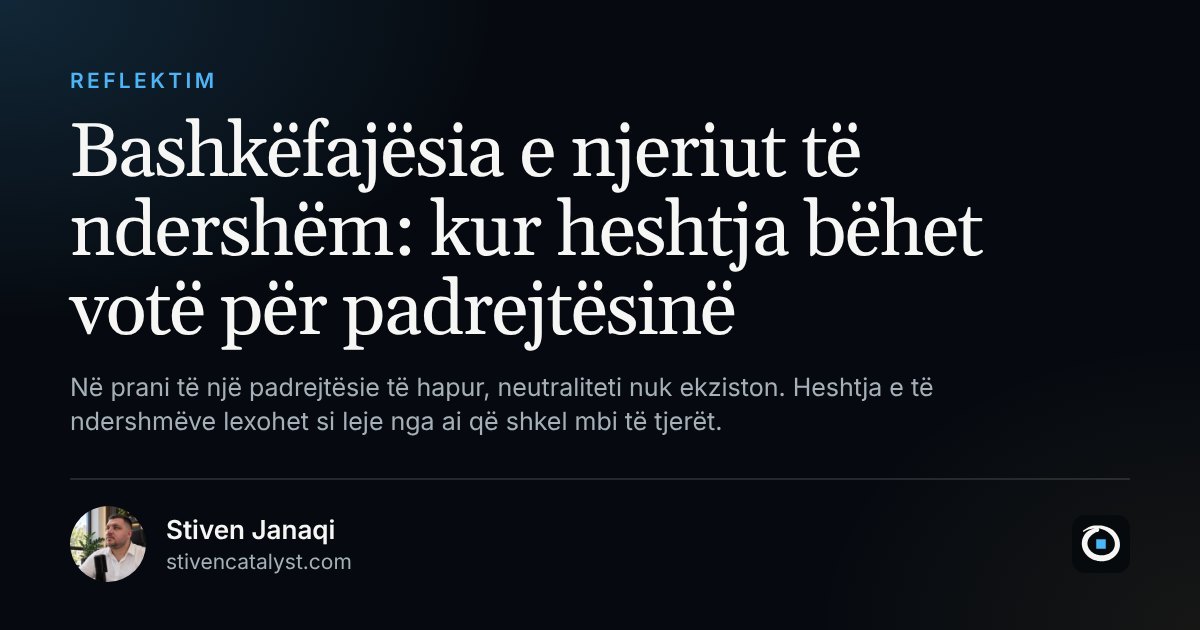 REFLEKTIM
Bashkëfajësia e njeriut të
ndershëm: kur heshtja bëhet
votë për padrejtësinë
Në prani të një padrejtësie të hapur, neutraliteti nuk ekziston. Heshtja e të
ndershmëve lexohet si leje nga ai që shkel mbi të tjerët.
Stiven Janaqi
stivencatalyst.com